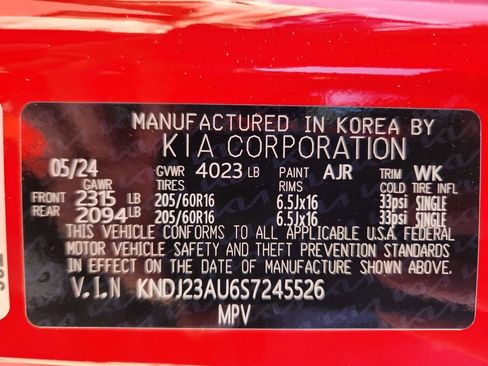 MANUFACTURED IN KOREA BY
KIA CORPORATION
05/24 GVWR 4023 LB PAINT AJR TRIM WK
GAWR TIRES RIMS COLD TIRE INFL
FRONT 2315 LB 205/60R16 6.5Jx16 33psi SINGLE
REAR 2094 LB 205/60R16 6.5Jx16 33psi SINGLE
THIS VEHICLE CONFORMS TO ALL APPLICABLE U.S.A. FEDERAL
MOTOR VEHICLE SAFETY AND THEFT PREVENTION STANDARDS
IN EFFECT ON THE DATE OF MANUFACTURE SHOWN ABOVE.
V.I.N KNDJ23AU6S7245526
MPV